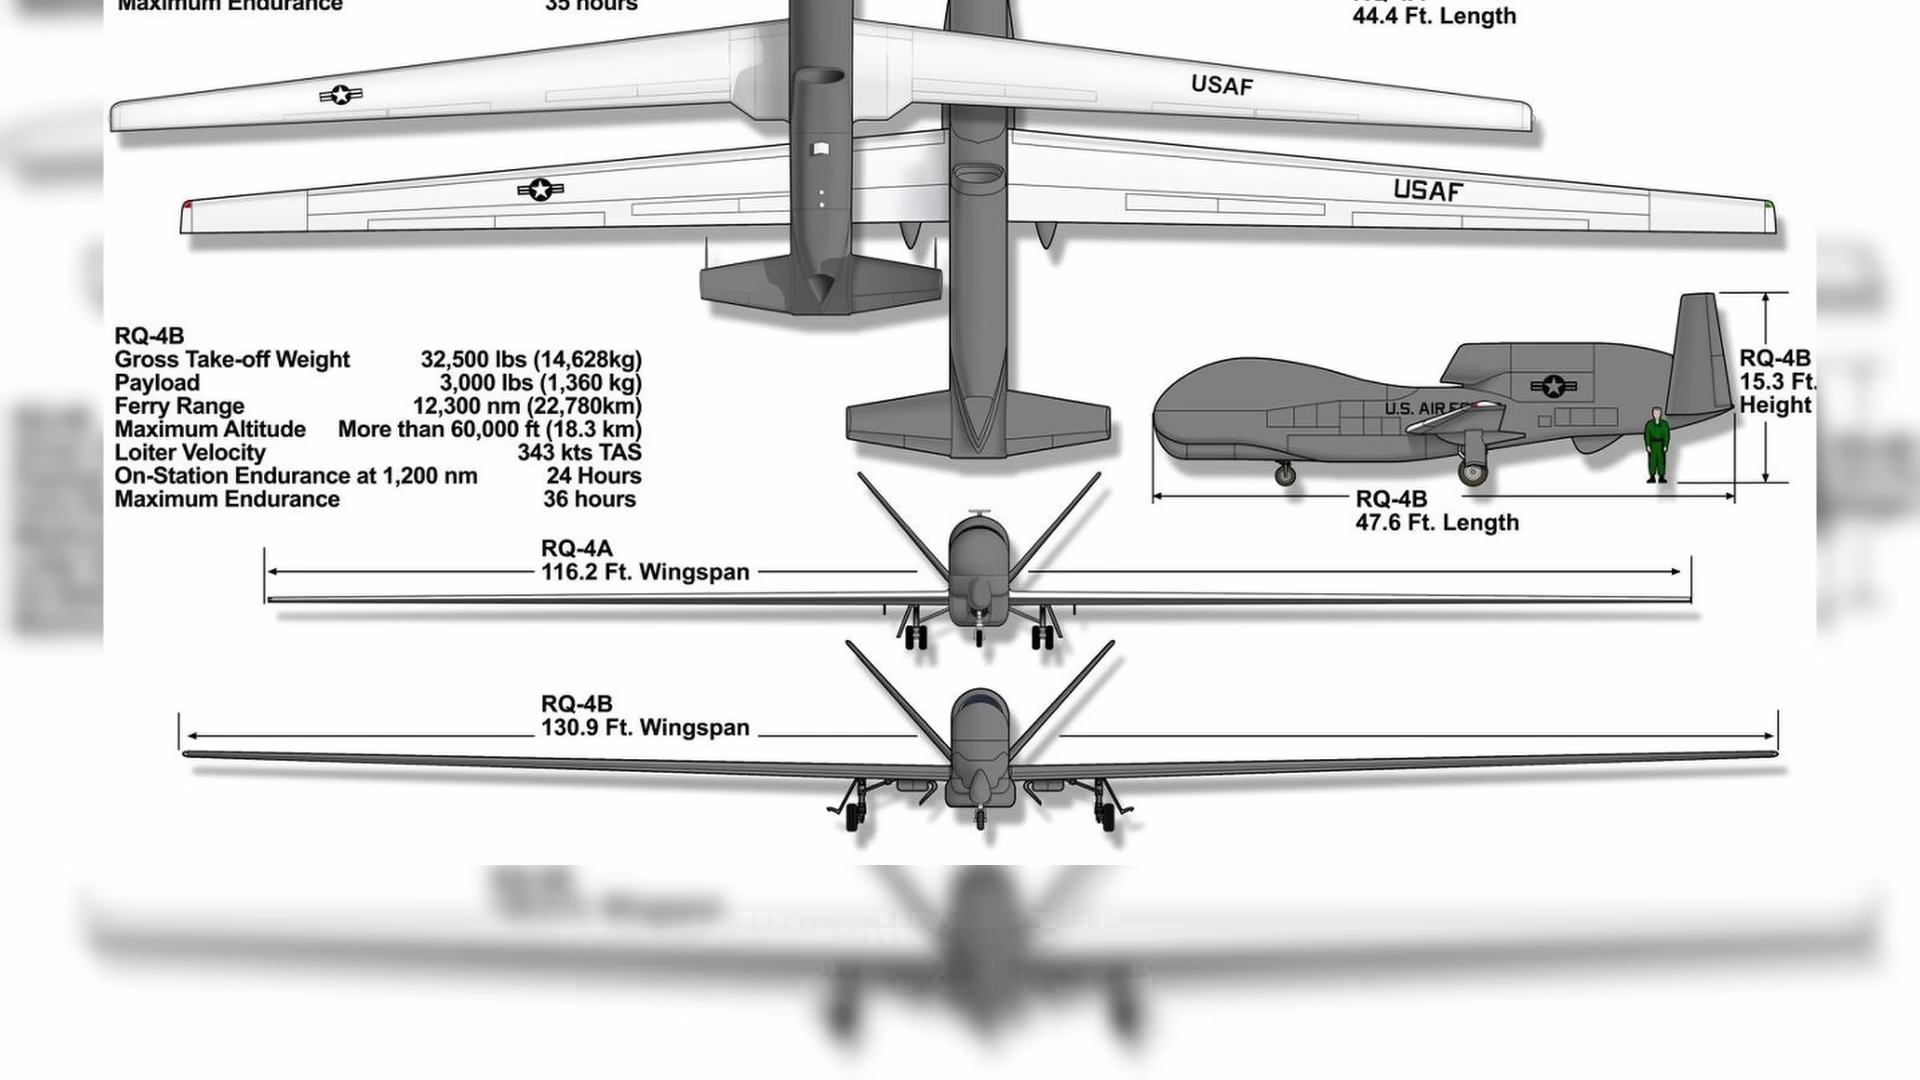 Maximum Endurance 35 hours
44.4 Ft. Length
USAF
USAF
RQ-4B
Gross Take-off Weight 32,500 lbs (14,628kg)
Payload 3,000 lbs (1,360 kg)
Ferry Range 12,300 nm (22,780km)
Maximum Altitude More than 60,000 ft (18.3 km)
Loiter Velocity 343 kts TAS
On-Station Endurance at 1,200 nm 24 Hours
Maximum Endurance 36 hours
U.S. AIR
RQ-4B
15.3 Ft.
Height
RQ-4B
47.6 Ft. Length
RQ-4A
116.2 Ft. Wingspan
RQ-4B
130.9 Ft. Wingspan